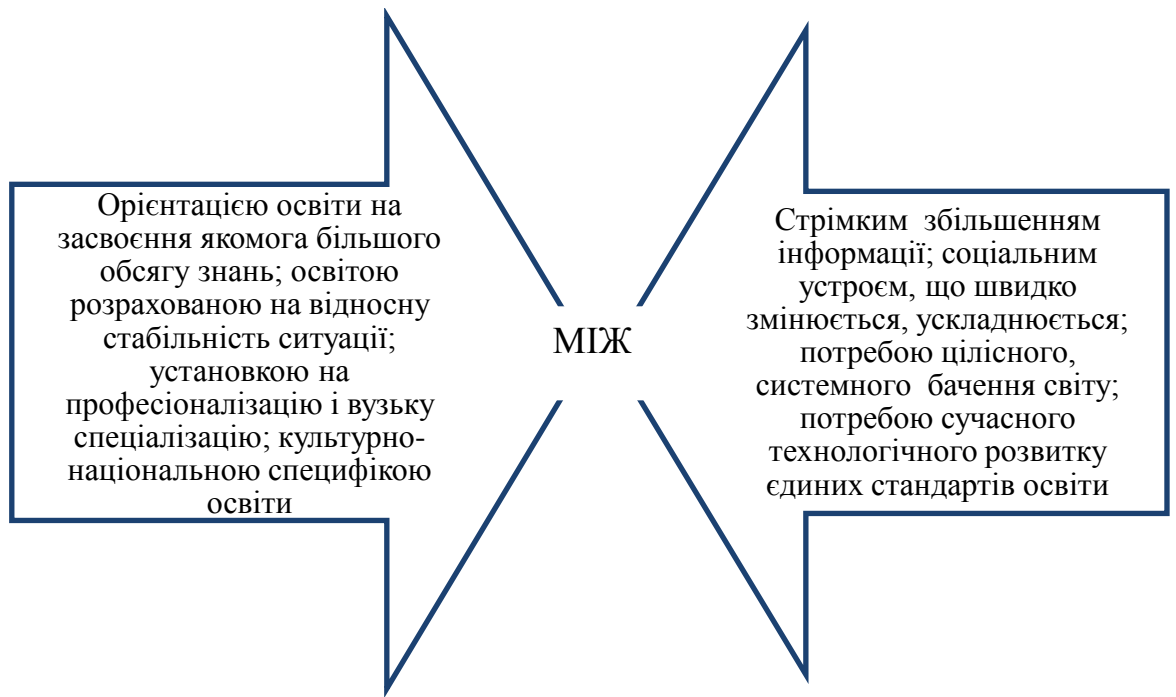 Орієнтацією освіти на
засвоєння якомога більшого
обсягу знань; освітою
розрахованою на відносну
стабільність ситуації;
установкою на
професіоналізацію і вузьку
спеціалізацію; культурно-
національною специфікою
освіти
МІЖ
Стрімким збільшенням
інформації; соціальним
устроєм, що швидко
змінюється, ускладнюється;
потребою цілісного,
системного бачення світу;
потребою сучасного
технологічного розвитку
єдиних стандартів освіти